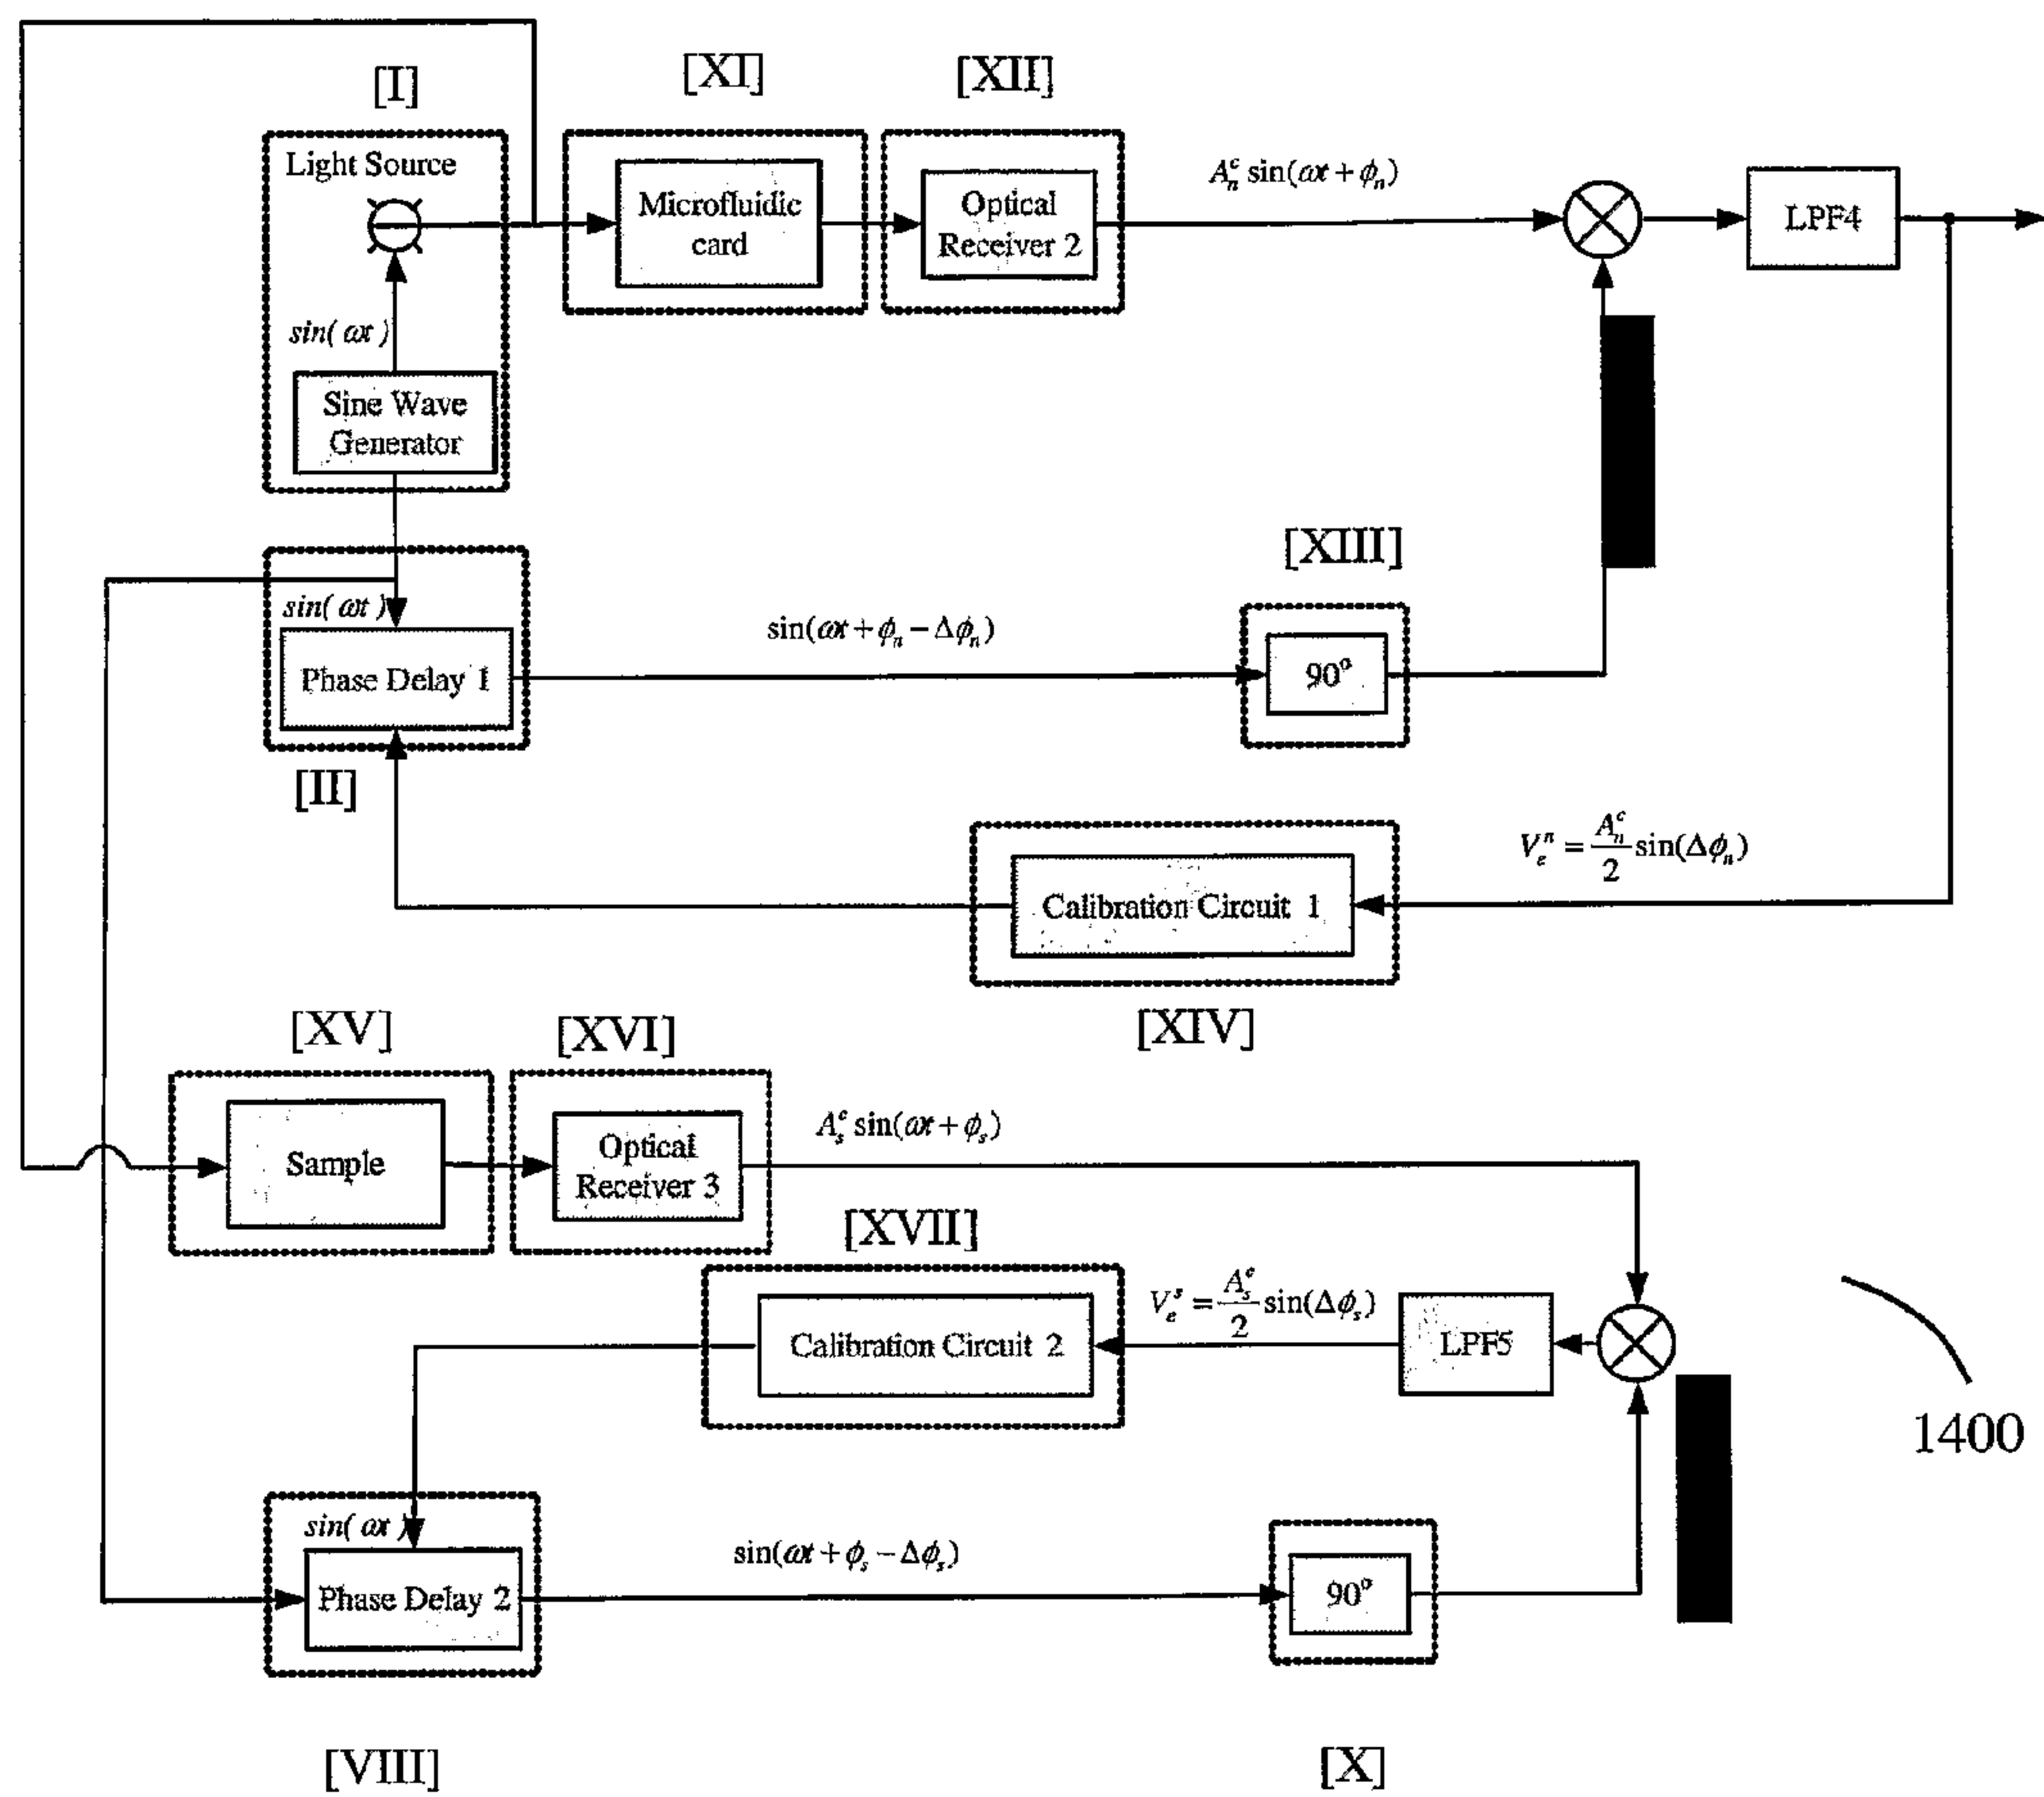 [I]
[XI]
[XII]
Light Source
Microfluidic
card
Optical
Receiver 2
A_n^c sin(ωt + ϕ_n)
LPF4
sin( ωt )
Sine Wave
Generator
[XIII]
sin( ωt )
Phase Delay 1
sin(ωt + ϕ_n − Δϕ_n)
90°
[II]
V_e^n = A_n^c/2 sin(Δϕ_n)
Calibration Circuit 1
[XIV]
[XV]
[XVI]
Sample
Optical
Receiver 3
A_s^c sin(ωt + ϕ_s)
[XVII]
Calibration Circuit 2
V_e^s = A_s^c/2 sin(Δϕ_s)
LPF5
1400
sin( ωt )
Phase Delay 2
sin(ωt + ϕ_s − Δϕ_s)
90°
[VIII]
[X]